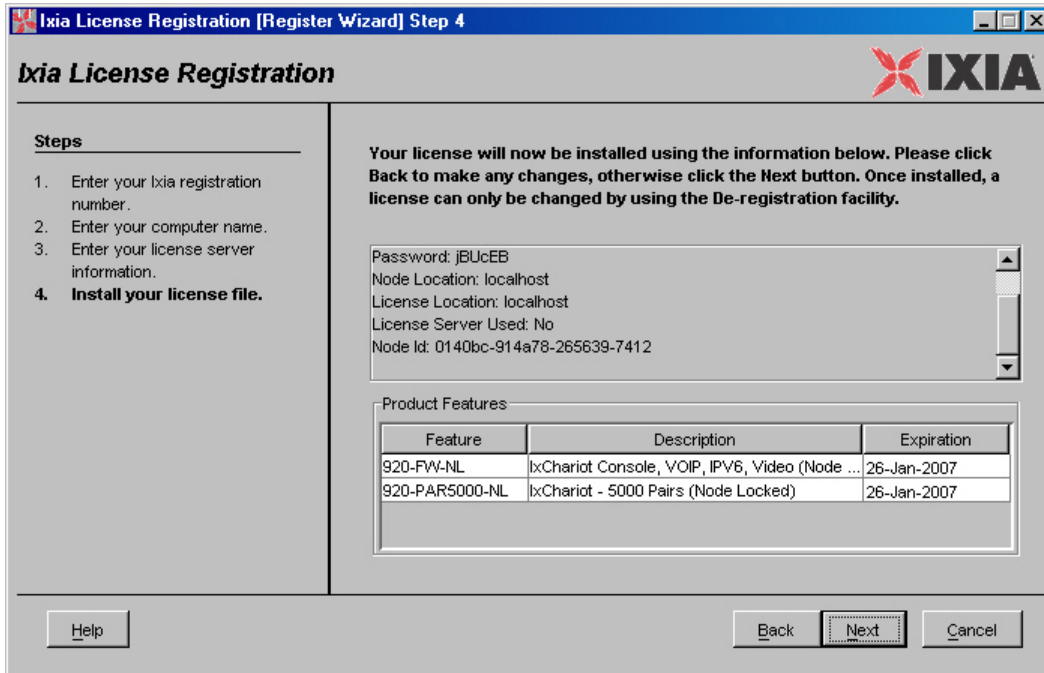 Ixia License Registration [Register Wizard] Step 4
Ixia License Registration
IXIA
Steps
1. Enter your Ixia registration
number.
2. Enter your computer name.
3. Enter your license server
information.
4. Install your license file.
Your license will now be installed using the information below. Please click
Back to make any changes, otherwise click the Next button. Once installed, a
license can only be changed by using the De-registration facility.
Password: jBUcEB
Node Location: localhost
License Location: localhost
License Server Used: No
Node Id: 0140bc-914a78-265639-7412
Product Features
Feature Description Expiration
920-FW-NL IxChariot Console, VOIP, IPV6, Video (Node ... 26-Jan-2007
920-PAR5000-NL IxChariot - 5000 Pairs (Node Locked) 26-Jan-2007
Help Back Next Cancel